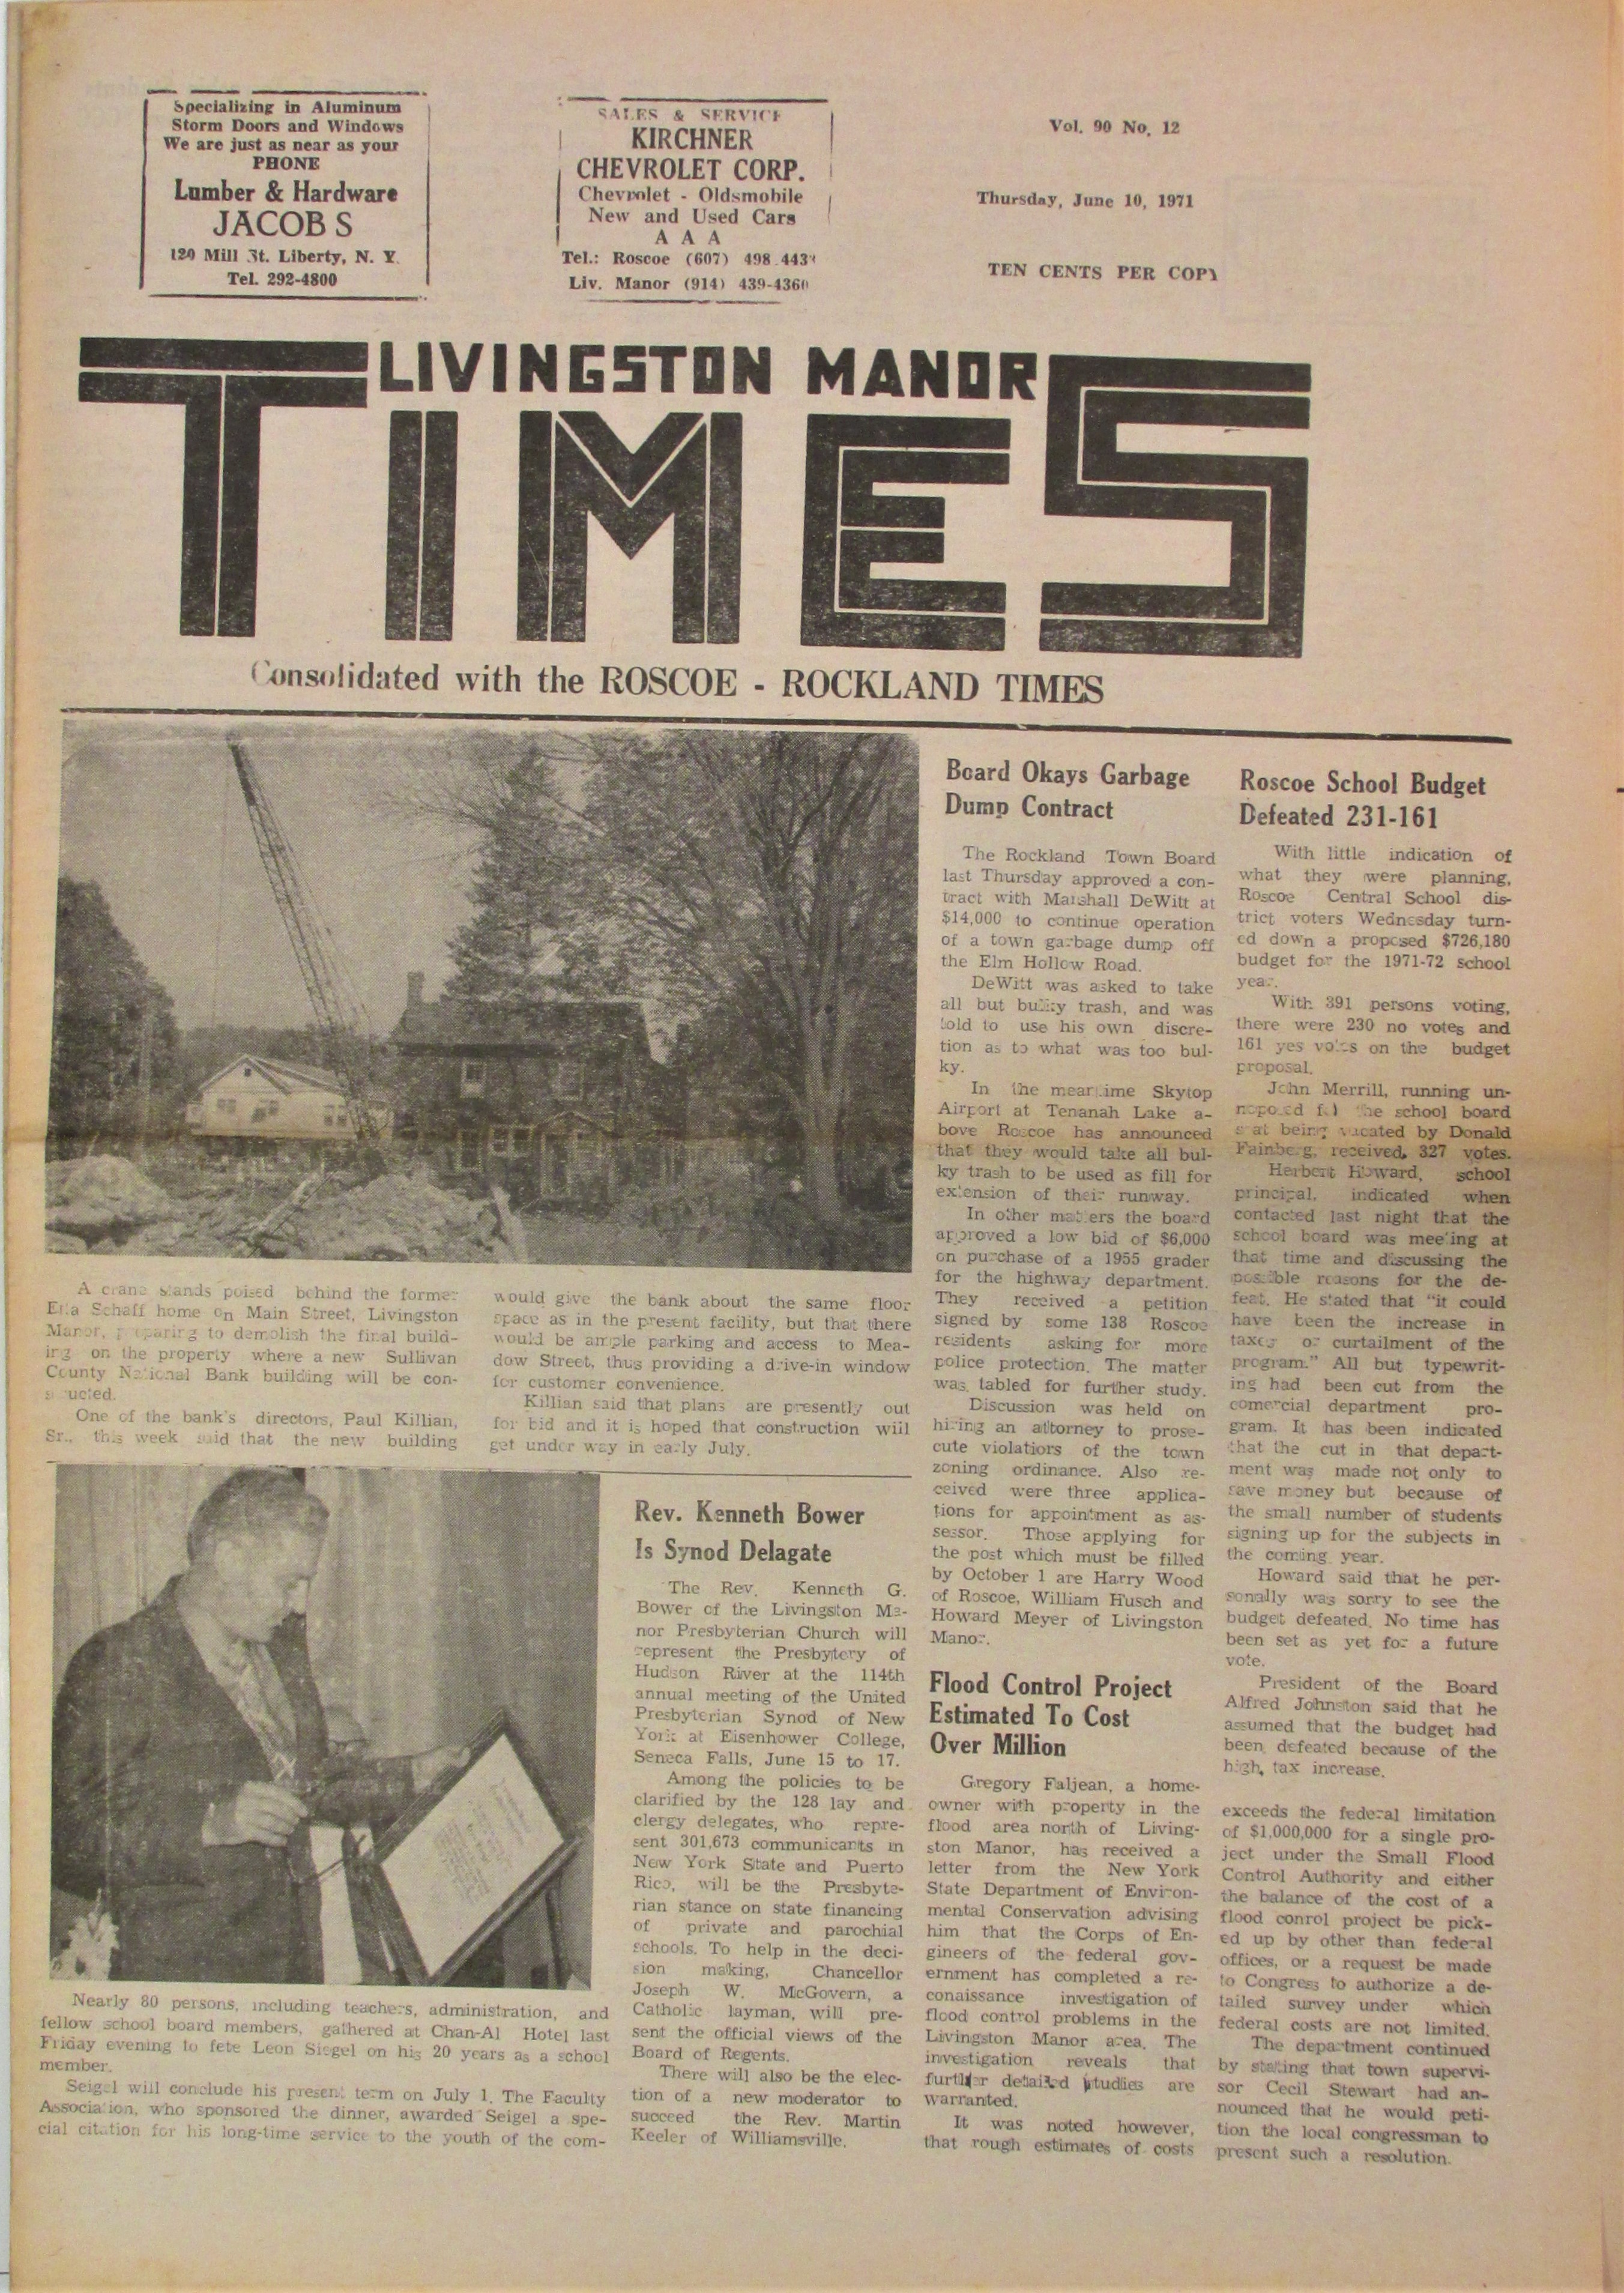 Specializing in Aluminum
Storm Doors and Windows
We are just as near as your
PHONE
Lumber & Hardware
JACOBS
120 Mill St. Liberty, N. Y.
Tel. 292-4800
SALES & SERVICE
KIRCHNER
CHEVROLET CORP.
Chevrolet - Oldsmobile
New and Used Cars
A A A
Tel.: Roscoe (607) 498
Liv. Manor (914) 439-4360
Vol. 90 No. 12
Thursday, June 10, 1971
TEN CENTS PER COPY
LIVINGSTON MANOR
TIMES
Consolidated with the ROSCOE - ROCKLAND TIMES
A crane stands poised behind the former
Etta Schaff home on Main Street, Livingston
Manor, preparing to demolish the final build-
ing on the property where a new Sullivan
County National Bank building will be con-
structed.
One of the bank's directors, Paul Killian,
Sr., this week said that the new building
would give the bank about the same floor
space as in the present facility, but that there
would be ample parking and access to Mea-
dow Street, thus providing a drive-in window
for customer convenience.
Killian said that plans are presently out
for bid and it is hoped that construction will
get under way in early July.
Nearly 80 persons, including teachers, administration, and
fellow school board members, gathered at Chan-Al Hotel last
Friday evening to fete Leon Siegel on his 20 years as a school
member.
Seigel will conclude his present term on July 1. The Faculty
Association, who sponsored the dinner, awarded Seigel a spe-
cial citation for his long-time service to the youth of the com-
Rev. Kenneth Bower
Is Synod Delagate
The Rev. Kenneth G.
Bower of the Livingston Ma-
nor Presbyterian Church will
represent the Presbytery of
Hudson River at the 114th
annual meeting of the United
Presbyterian Synod of New
York at Eisenhower College,
Seneca Falls, June 15 to 17.
Among the policies to be
clarified by the 128 lay and
clergy delegates, who repre-
sent 301,673 communicants in
New York State and Puerto
Rico, will be the Presbyte-
rian stance on state financing
of private and parochial
schools. To help in the deci-
sion making, Chancellor
Joseph W. McGovern, a
Catholic layman, will pre-
sent the official views of the
Board of Regents.
There will also be the elec-
tion of a new moderator to
succeed the Rev. Martin
Keeler of Williamsville.
Board Okays Garbage
Dump Contract
The Rockland Town Board
last Thursday approved a con-
tract with Marshall DeWitt at
$14,000 to continue operation
of a town garbage dump off
the Elm Hollow Road.
DeWitt was asked to take
all but bulky trash, and was
told to use his own discre-
tion as to what was too bul-
ky.
In the meantime Skytop
Airport at Tenanah Lake a-
bove Roscoe has announced
that they would take all bul-
ky trash to be used as fill for
extension of their runway.
In other matters the board
approved a low bid of $6,000
on purchase of a 1955 grader
for the highway department.
They received a petition
signed by some 138 Roscoe
residents asking for more
police protection. The matter
was tabled for further study.
Discussion was held on
hiring an attorney to prose-
cute violations of the town
zoning ordinance. Also re-
ceived were three applica-
tions for appointment as as-
sessor. Those applying for
the post which must be filled
by October 1 are Harry Wood
of Roscoe, William Husch and
Howard Meyer of Livingston
Manor.
Flood Control Project
Estimated To Cost
Over Million
Gregory Faljean, a home-
owner with property in the
flood area north of Living-
ston Manor, has received a
letter from the New York
State Department of Environ-
mental Conservation advising
him that the Corps of En-
gineers of the federal gov-
ernment has completed a re-
conaissance investigation of
flood control problems in the
Livingston Manor area. The
investigation reveals that
further detailed studies are
warranted.
It was noted however,
that rough estimates of costs
Roscoe School Budget
Defeated 231-161
With little indication of
what they were planning,
Roscoe Central School dis-
trict voters Wednesday turn-
ed down a proposed $726,180
budget for the 1971-72 school
year.
With 391 persons voting,
there were 230 no votes and
161 yes votes on the budget
proposal.
John Merrill, running un-
nopposed for the school board
seat being vacated by Donald
Fainberg, received 327 votes.
Herbert Howard, school
principal, indicated when
contacted last night that the
school board was meeting at
that time and discussing the
possible reasons for the de-
feat. He stated that "it could
have been the increase in
taxes or curtailment of the
program." All but typewrit-
ing had been cut from the
comercial department pro-
gram. It has been indicated
that the cut in that depart-
ment was made not only to
save money but because of
the small number of students
signing up for the subjects in
the coming year.
Howard said that he per-
sonally was sorry to see the
budget defeated. No time has
been set as yet for a future
vote.
President of the Board
Alfred Johnston said that he
assumed that the budget had
been defeated because of the
high tax increase.
exceeds the federal limitation
of $1,000,000 for a single pro-
ject under the Small Flood
Control Authority and either
the balance of the cost of a
flood conrol project be pick-
ed up by other than federal
offices, or a request be made
to Congress to authorize a de-
tailed survey under which
federal costs are not limited.
The department continued
by stating that town supervi-
sor Cecil Stewart had an-
nounced that he would peti-
tion the local congressman to
present such a resolution.